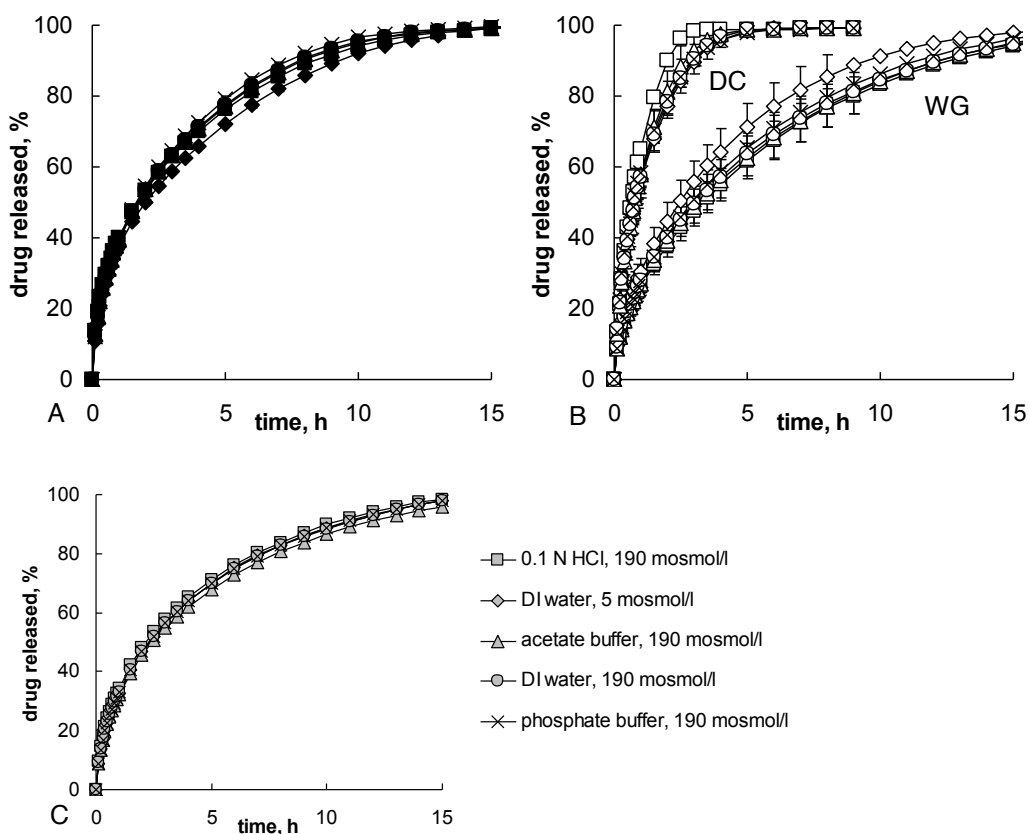 drug released, %
100
80
60
40
20
0
0 5 10 15
time, h
A
drug released, %
100
80
60
40
20
0
DC
WG
0 5 10 15
time, h
B
drug released, %
100
80
60
40
20
0
0 5 10 15
time, h
C
0.1 N HCl, 190 mosmol/l
DI water, 5 mosmol/l
acetate buffer, 190 mosmol/l
DI water, 190 mosmol/l
phosphate buffer, 190 mosmol/l